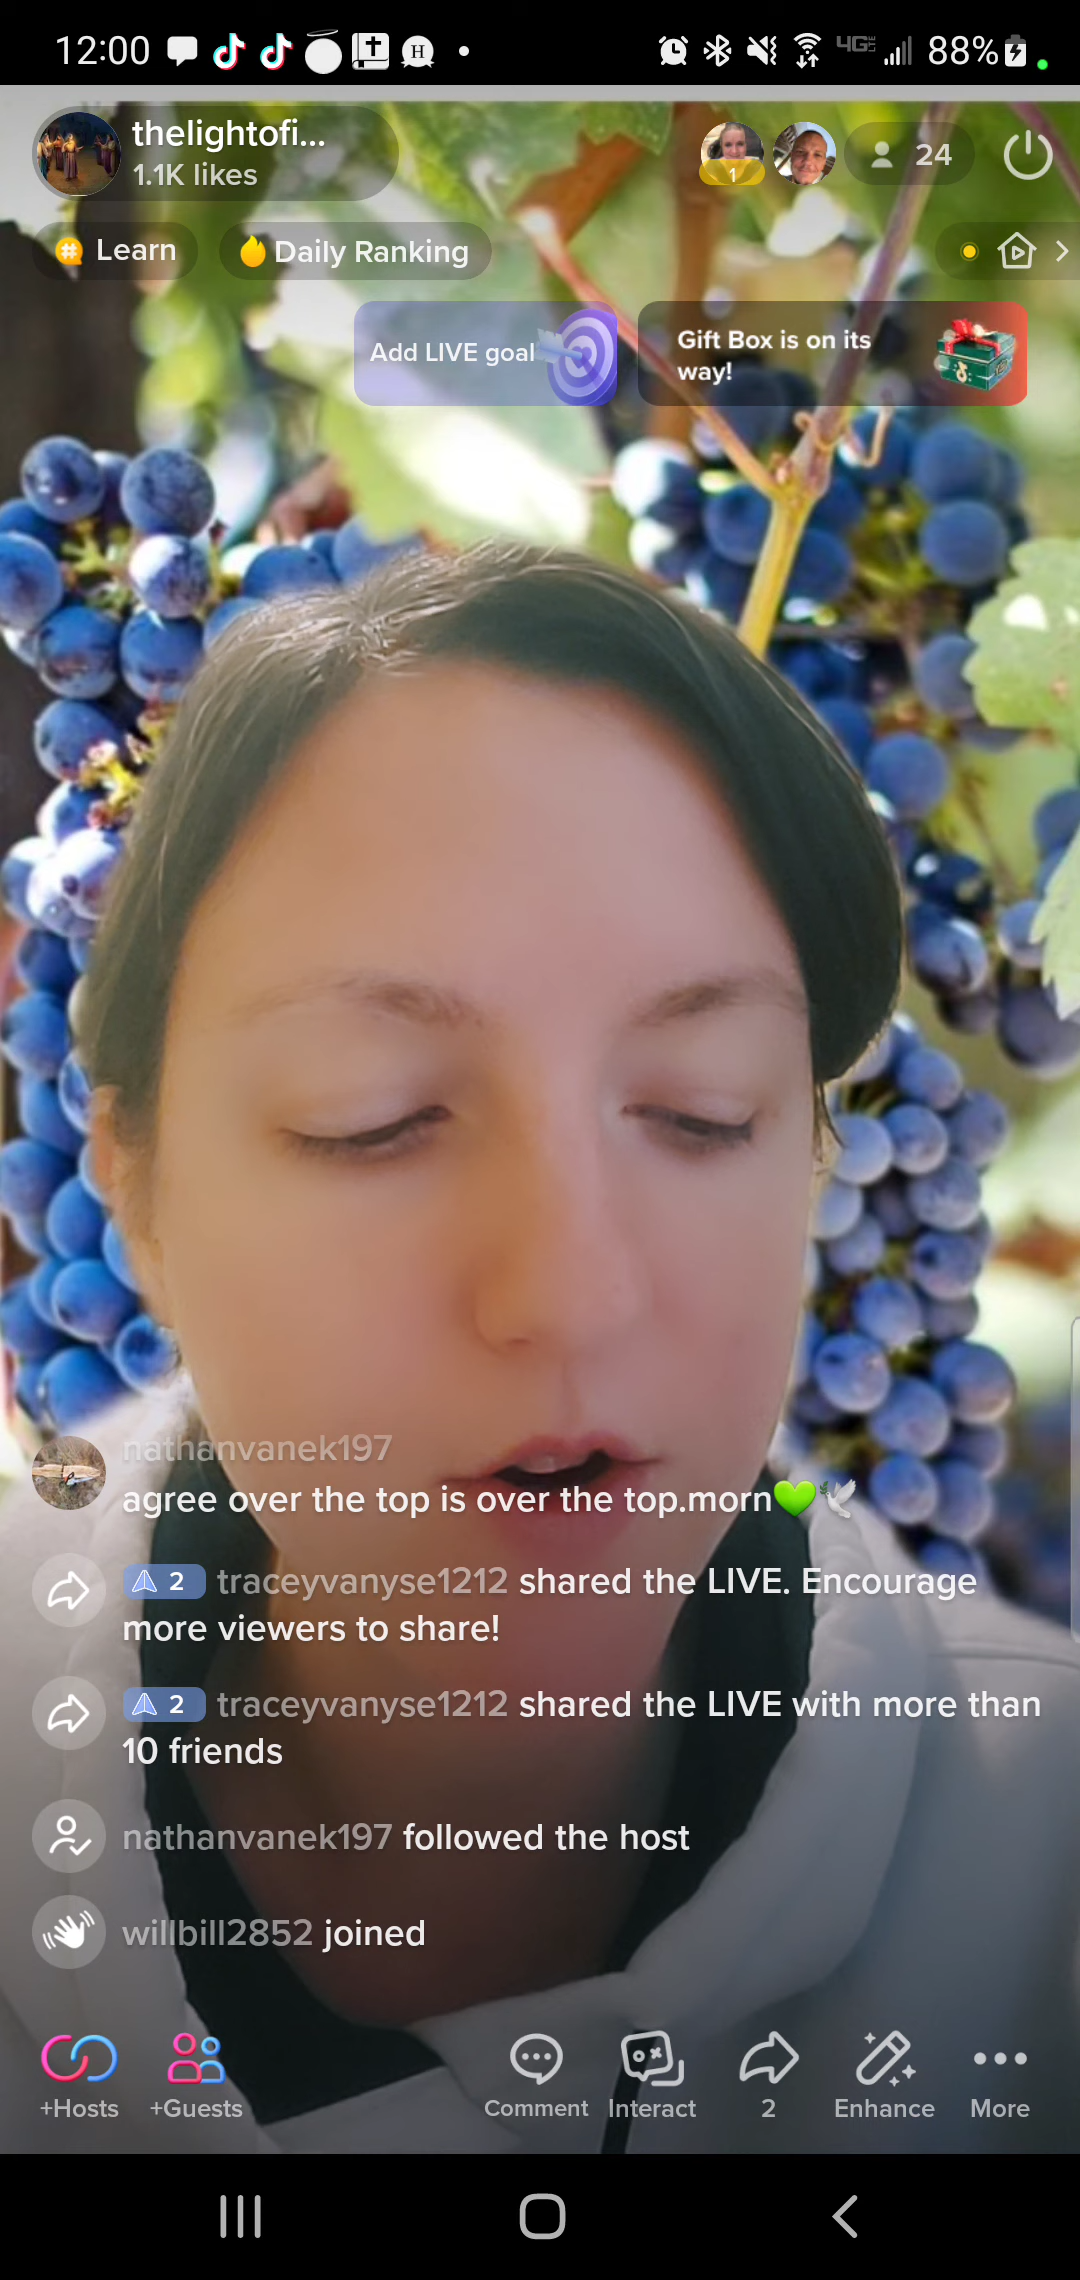 12:00
H
4G LTE
88%
thelightofi...
1.1K likes
1
24
Learn
Daily Ranking
Add LIVE goal
Gift Box is on its
way!
nathanvanek197
agree over the top is over the top.morn💚🕊
2 traceyvanyse1212 shared the LIVE. Encourage
more viewers to share!
2 traceyvanyse1212 shared the LIVE with more than
10 friends
nathanvanek197 followed the host
willbill2852 joined
+Hosts
+Guests
Comment
Interact
2
Enhance
More